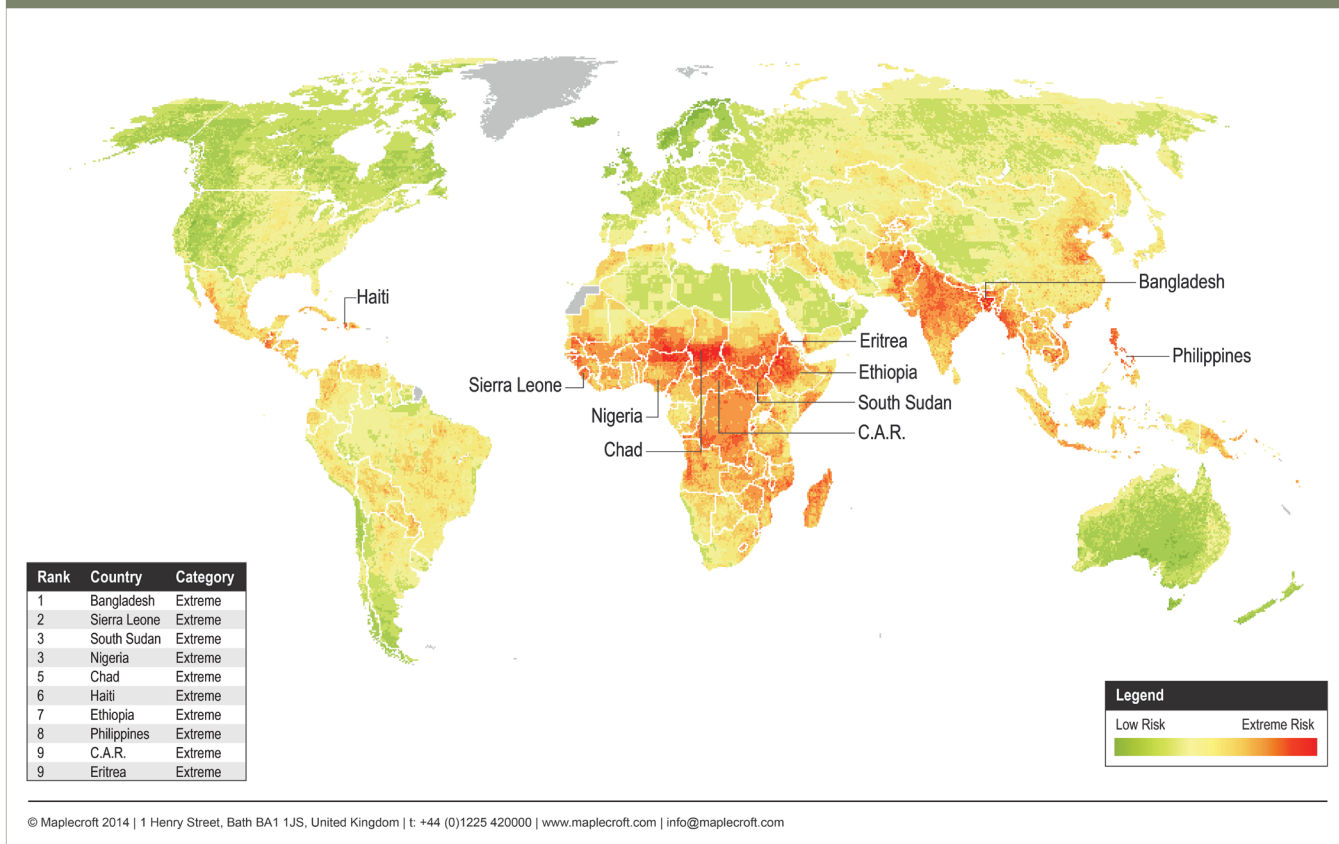 Haiti
Bangladesh
Eritrea
Philippines
Ethiopia
Sierra Leone
South Sudan
Nigeria
C.A.R.
Chad
Rank Country Category
1 Bangladesh Extreme
2 Sierra Leone Extreme
3 South Sudan Extreme
3 Nigeria Extreme
5 Chad Extreme
6 Haiti Extreme
7 Ethiopia Extreme
8 Philippines Extreme
9 C.A.R. Extreme
9 Eritrea Extreme
Legend
Low Risk Extreme Risk
© Maplecroft 2014 | 1 Henry Street, Bath BA1 1JS, United Kingdom | t: +44 (0)1225 420000 | www.maplecroft.com | info@maplecroft.com